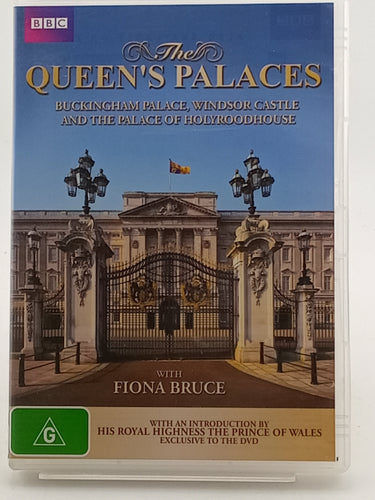 BBC
The
QUEEN'S PALACES
BUCKINGHAM PALACE, WINDSOR CASTLE
AND THE PALACE OF HOLYROODHOUSE
WITH
FIONA BRUCE
G
WITH AN INTRODUCTION BY
HIS ROYAL HIGHNESS THE PRINCE OF WALES
EXCLUSIVE TO THE DVD